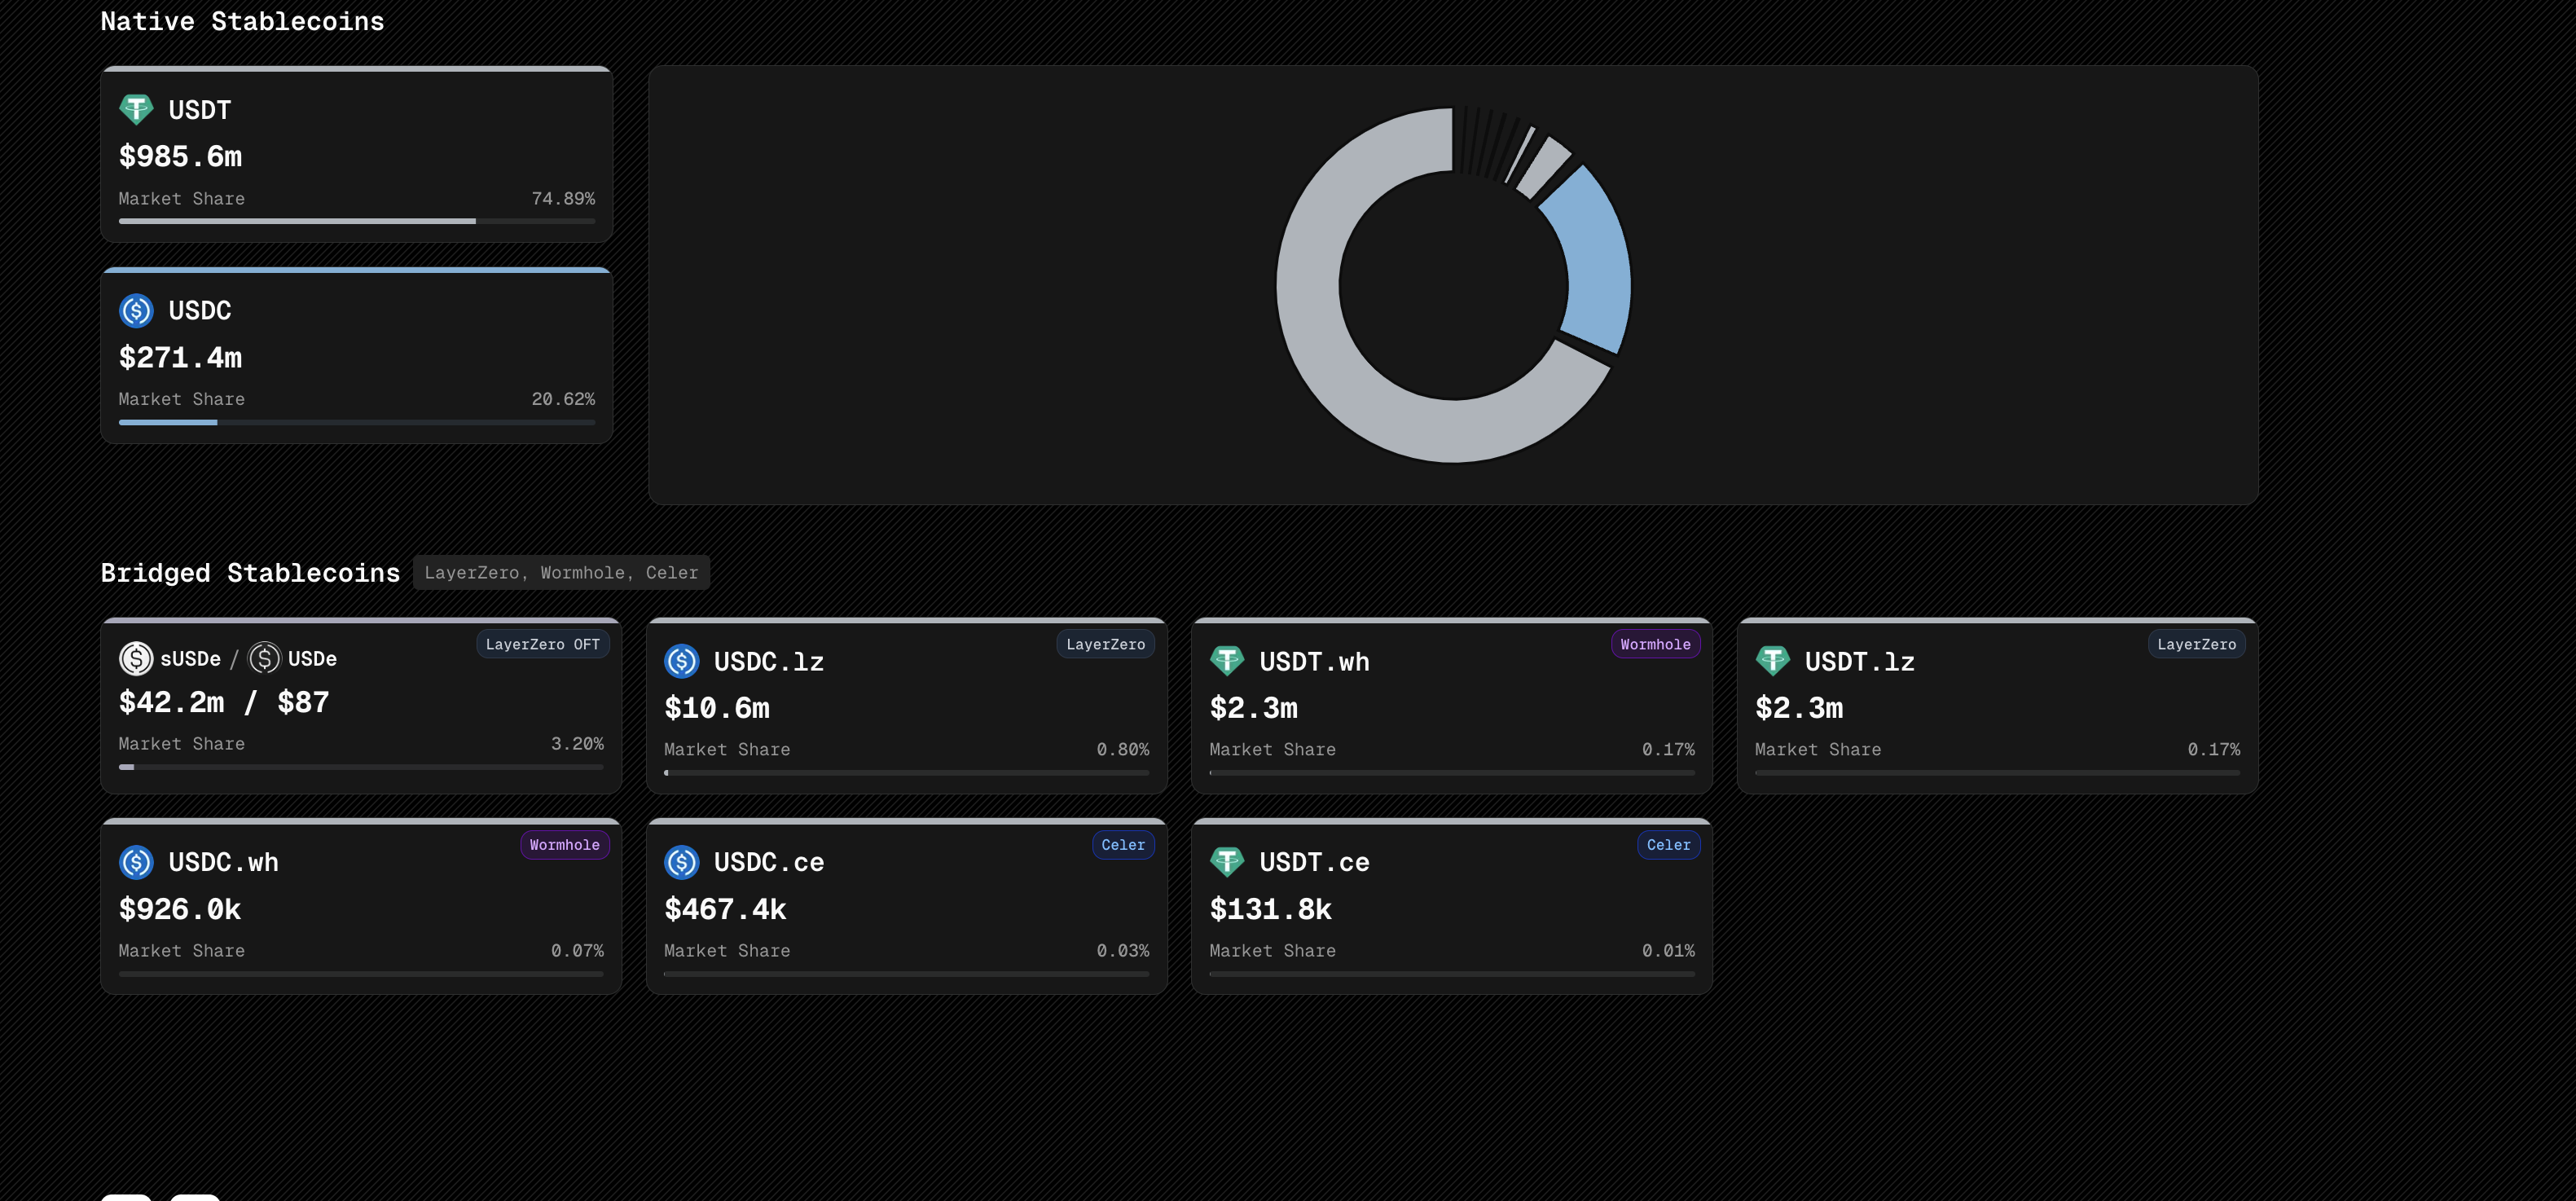 Native Stablecoins
USDT
$985.6m
Market Share 74.89%
USDC
$271.4m
Market Share 20.62%
Bridged Stablecoins LayerZero, Wormhole, Celer
LayerZero OFT
sUSDe / USDe
$42.2m / $87
Market Share 3.20%
LayerZero
USDC.lz
$10.6m
Market Share 0.80%
Wormhole
USDT.wh
$2.3m
Market Share 0.17%
LayerZero
USDT.lz
$2.3m
Market Share 0.17%
Wormhole
USDC.wh
$926.0k
Market Share 0.07%
Celer
USDC.ce
$467.4k
Market Share 0.03%
Celer
USDT.ce
$131.8k
Market Share 0.01%